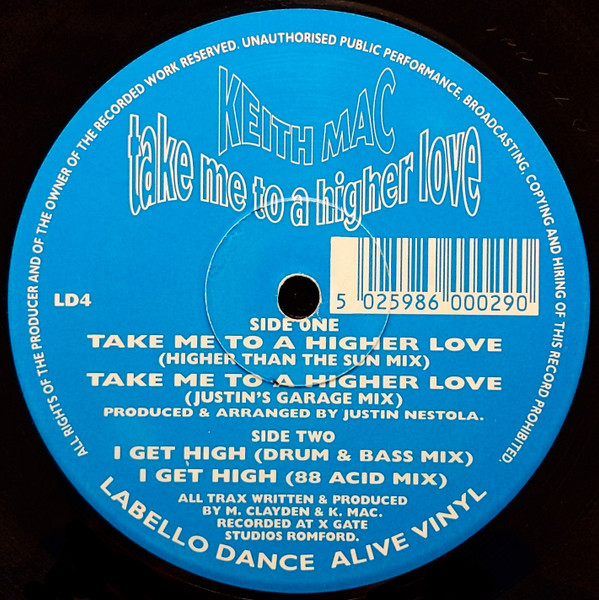 ALL RIGHTS OF THE PRODUCER AND OF THE OWNER OF THE RECORDED WORK RESERVED. UNAUTHORISED PUBLIC PERFORMANCE, BROADCASTING, COPYING AND HIRING OF THIS RECORD PROHIBITED.
KEITH MAC
take me to a higher love
LD4
5 025986 000290
SIDE ONE
TAKE ME TO A HIGHER LOVE
(HIGHER THAN THE SUN MIX)
TAKE ME TO A HIGHER LOVE
(JUSTIN'S GARAGE MIX)
PRODUCED & ARRANGED BY JUSTIN NESTOLA.
SIDE TWO
I GET HIGH (DRUM & BASS MIX)
I GET HIGH (88 ACID MIX)
ALL TRAX WRITTEN & PRODUCED
BY M. CLAYDEN & K. MAC.
RECORDED AT X GATE
STUDIOS ROMFORD.
LABELLO DANCE ALIVE VINYL